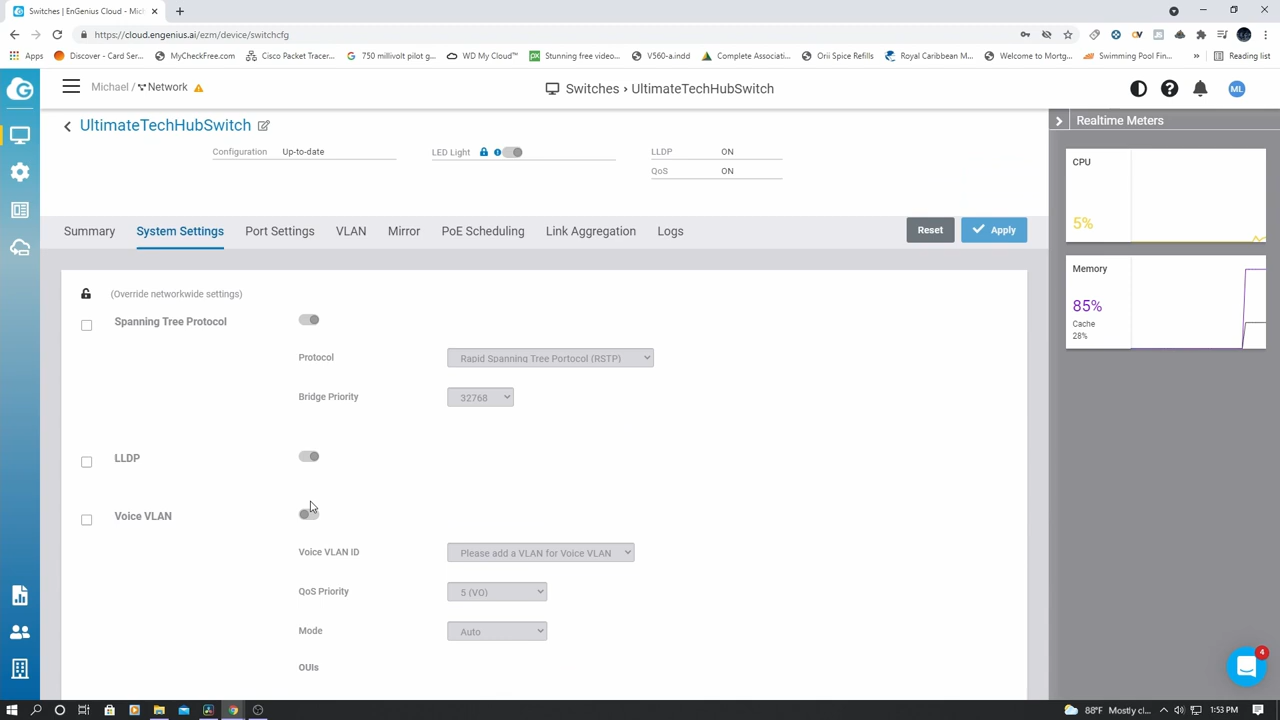 Switches | EnGenius Cloud - Mic
https://cloud.engenius.ai/ezm/device/switchcfg
Apps
Discover - Card Ser...
MyCheckFree.com
Cisco Packet Tracer...
750 millivolt pilot g...
WD My Cloud™
Stunning free video...
V560-a.indd
Complete Associati...
Orii Spice Refills
Royal Caribbean M...
Welcome to Mortg...
Swimming Pool Fin...
»
Reading list
Michael / Network
Switches › UltimateTechHubSwitch
ML
UltimateTechHubSwitch
Realtime Meters
Configuration Up-to-date
LED Light
LLDP ON
QoS ON
CPU
5%
Summary
System Settings
Port Settings
VLAN
Mirror
PoE Scheduling
Link Aggregation
Logs
Reset
Apply
Memory
85%
Cache
28%
(Override networkwide settings)
Spanning Tree Protocol
Protocol Rapid Spanning Tree Portocol (RSTP)
Bridge Priority 32768
LLDP
Voice VLAN
Voice VLAN ID Please add a VLAN for Voice VLAN
QoS Priority 5 (VO)
Mode Auto
OUIs
4
88°F Mostly cl...
1:53 PM